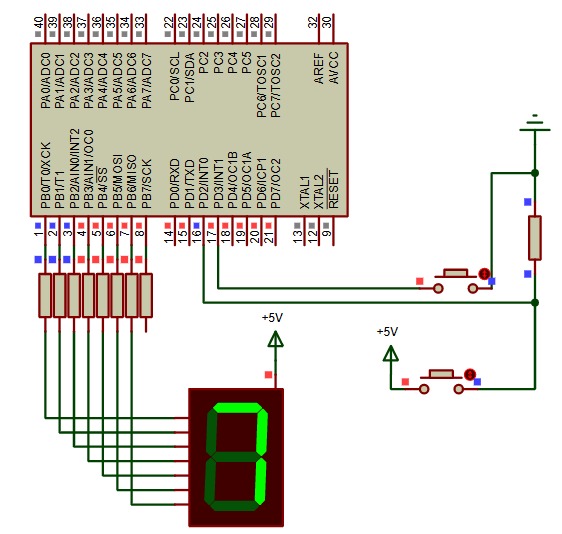 40
39
38
37
36
35
34
33
22
23
24
25
26
27
28
29
32
30
PA0/ADC0
PA1/ADC1
PA2/ADC2
PA3/ADC3
PA4/ADC4
PA5/ADC5
PA6/ADC6
PA7/ADC7
PC0/SCL
PC1/SDA
PC2
PC3
PC4
PC5
PC6/TOSC1
PC7/TOSC2
AREF
AVCC
PB0/T0/XCK
PB1/T1
PB2/AIN0/INT2
PB3/AIN1/OC0
PB4/SS
PB5/MOSI
PB6/MISO
PB7/SCK
PD0/RXD
PD1/TXD
PD2/INT0
PD3/INT1
PD4/OC1B
PD5/OC1A
PD6/ICP1
PD7/OC2
XTAL1
XTAL2
RESET
1
2
3
4
5
6
7
8
14
15
16
17
18
19
20
21
13
12
9
+5V
+5V
7